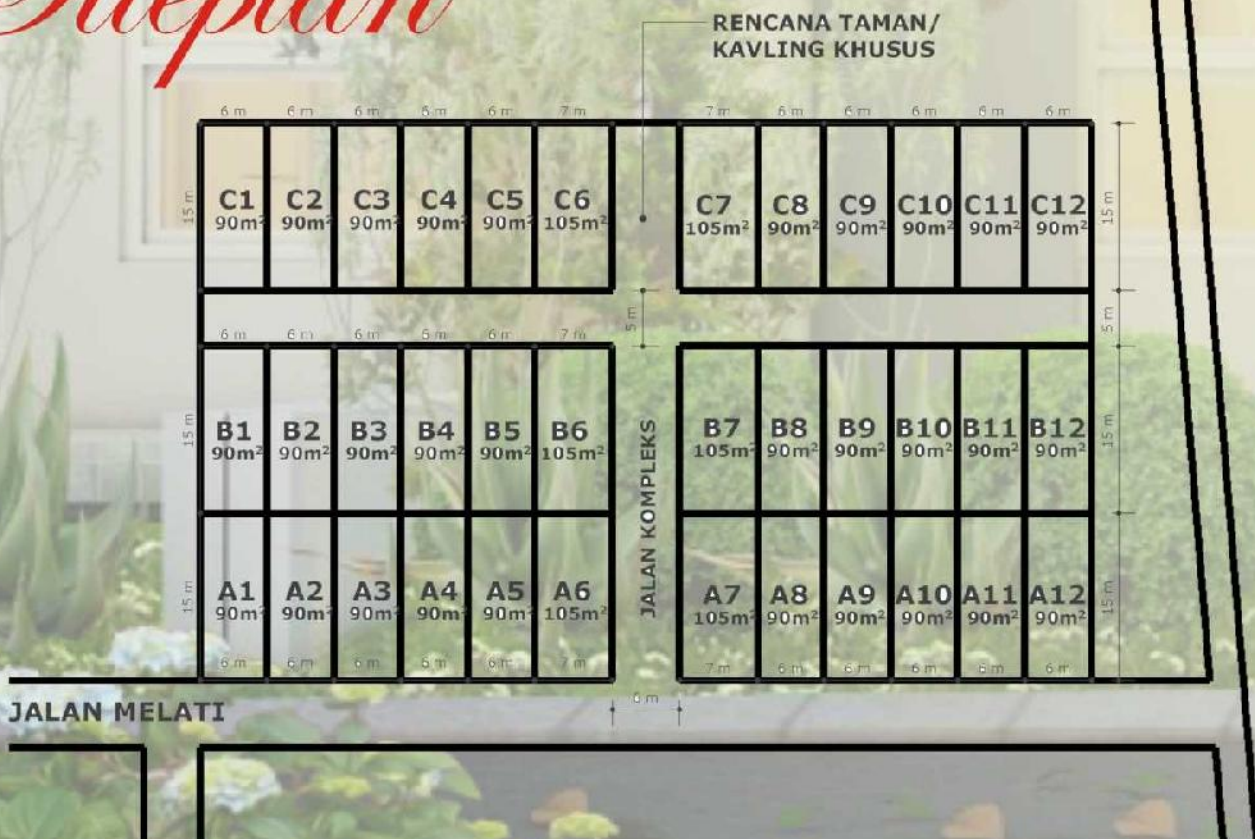 Siteplan
RENCANA TAMAN/
KAVLING KHUSUS
6 m 6 m 6 m 6 m 6 m 7 m 7 m 6 m 6 m 6 m 6 m 6 m
15 m
C1 C2 C3 C4 C5 C6 C7 C8 C9 C10 C11 C12
90m² 90m² 90m² 90m² 90m² 105m² 105m² 90m² 90m² 90m² 90m² 90m²
15 m
6 m 6 m 6 m 6 m 6 m 7 m
5 m
5 m
15 m
B1 B2 B3 B4 B5 B6 B7 B8 B9 B10 B11 B12
90m² 90m² 90m² 90m² 90m² 105m² 105m² 90m² 90m² 90m² 90m² 90m²
15 m
JALAN KOMPLEKS
15 m
A1 A2 A3 A4 A5 A6 A7 A8 A9 A10 A11 A12
90m² 90m² 90m² 90m² 90m² 105m² 105m² 90m² 90m² 90m² 90m² 90m²
15 m
6 m 6 m 6 m 6 m 6 m 7 m 7 m 6 m 6 m 6 m 6 m 6 m
6 m
JALAN MELATI